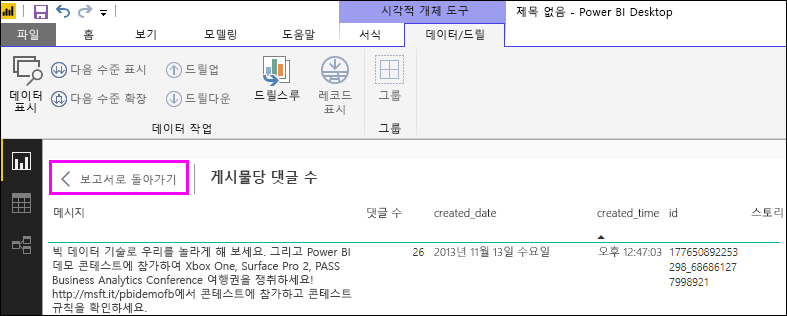 시각적 개체 도구
제목 없음 - Power BI Desktop
파일 홈 보기 모델링 도움말 서식 데이터/드릴
데이터
표시
다음 수준 표시
다음 수준 확장
드릴업
드릴다운
드릴스루
레코드
표시
그룹
데이터 작업
그룹
보고서로 돌아가기
게시물당 댓글 수
메시지 댓글 수 created_date created_time id 스토리
빅 데이터 기술로 우리를 놀라게 해 보세요. 그리고 Power BI
데모 콘테스트에 참가하여 Xbox One, Surface Pro 2, PASS
Business Analytics Conference 여행권을 쟁취하세요!
http://msft.it/pbidemofb에서 콘테스트에 참가하고 콘테스트
규칙을 확인하세요.
26
2013년 11월 13일 수요일
오후 12:47:03
177650892253
298_68686127
7998921